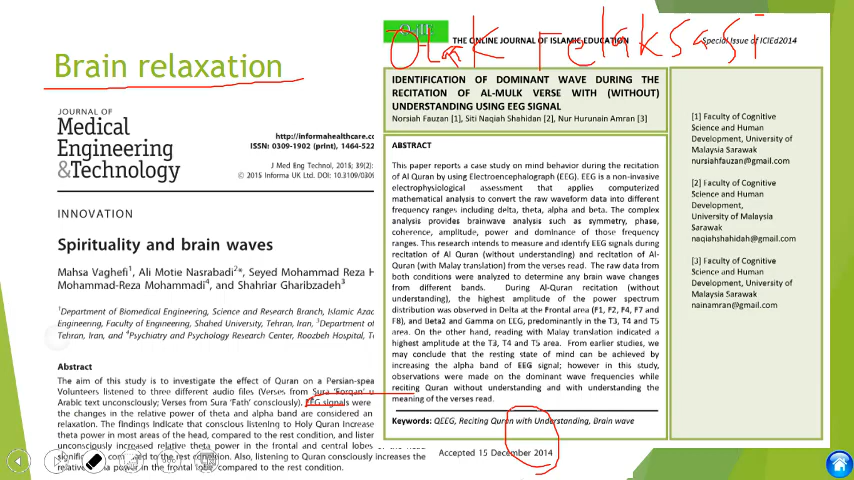 Otak relaksasi
Brain relaxation
JOURNAL OF
Medical
Engineering
&Technology
http://informahealthcare.cc
ISSN: 0309-1902 (print), 1464-522
J Med Eng Technol, 2015; 39(2):
© 2015 Informa UK Ltd. DOI: 10.3109/0309
INNOVATION
Spirituality and brain waves
Mahsa Vaghefi¹, Ali Motie Nasrabadi²*, Seyed Mohammad Reza H
Mohammad-Reza Mohammadi⁴, and Shahriar Gharibzadeh³
¹Department of Biomedical Engineering, Science and Research Branch, Islamic Azac
Engineering, Faculty of Engineering, Shahed University, Tehran, Iran, ³Department of
Tehran, Iran, and ⁴Psychiatry and Psychology Research Center, Roozbeh Hospital, T
Abstract
The aim of this study is to investigate the effect of Quran on a Persian-spea
Volunteers listened to three different audio files (Verses from Sura 'Forqan'
Arabic text unconsciously; Verses from Sura 'Fath' consciously). EEG signals were
the changes in the relative power of theta and alpha band are considered an
relaxation. The findings indicate that conscious listening to Holy Quran increase
theta power in most areas of the head, compared to the rest condition, and lister
unconsciously increased relative theta power in the frontal and central lobes
compared to the rest condition. Also, listening to Quran consciously increases the
relative power in the frontal lobe compared to the rest condition.
THE ONLINE JOURNAL OF ISLAMIC EDUCATION
Special Issue of ICIEd2014
IDENTIFICATION OF DOMINANT WAVE DURING THE
RECITATION OF AL-MULK VERSE WITH (WITHOUT)
UNDERSTANDING USING EEG SIGNAL
Norsiah Fauzan [1], Siti Naqiah Shahidan [2], Nur Hurunain Amran [3]
ABSTRACT
This paper reports a case study on mind behavior during the recitation
of Al Quran by using Electroencephalograph (EEG). EEG is a non-invasive
electrophysiological assessment that applies computerized
mathematical analysis to convert the raw waveform data into different
frequency ranges including delta, theta, alpha and beta. The complex
analysis provides brainwave analysis such as symmetry, phase,
coherence, amplitude, power and dominance of those frequency
ranges. This research intends to measure and identify EEG signals during
recitation of Al Quran (without understanding) and recitation of Al-
Quran (with Malay translation) from the verses read. The raw data from
both conditions were analyzed to determine any brain wave changes
from different bands. During Al-Quran recitation (without
understanding), the highest amplitude of the power spectrum
distribution was observed in Delta at the Frontal area (F1, F2, F4, F7 and
F8), and Beta2 and Gamma on EEG, predominantly in the T3, T4 and T5
area. On the other hand, reading with Malay translation indicated a
highest amplitude at the T3, T4 and T5 area. From earlier studies, we
may conclude that the resting state of mind can be achieved by
increasing the alpha band of EEG signal; however in this study,
observations were made on the dominant wave frequencies while
reciting Quran without understanding and with understanding the
meaning of the verses read.
Keywords: QEEG, Reciting Quran with Understanding, Brain wave
Accepted 15 December 2014
[1] Faculty of Cognitive
Science and Human
Development, University of
Malaysia Sarawak
nursiahfauzan@gmail.com
[2] Faculty of Cognitive
Science and Human
Development,
University of Malaysia
Sarawak
naqiahshahidah@gmail.com
[3] Faculty of Cognitive
Science and Human
Development, University of
Malaysia Sarawak
nainamran@gmail.com